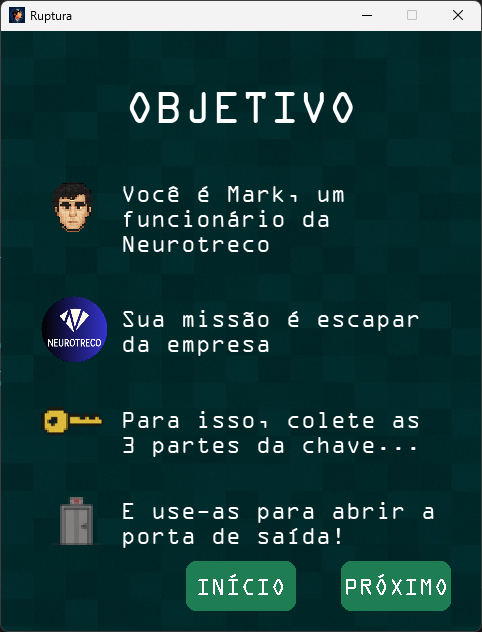 Ruptura
OBJETIVO
Você é Mark, um
funcionário da
Neurotreco
NEUROTRECO
Sua missão é escapar
da empresa
Para isso, colete as
3 partes da chave...
E use-as para abrir a
porta de saída!
INÍCIO
PRÓXIMO